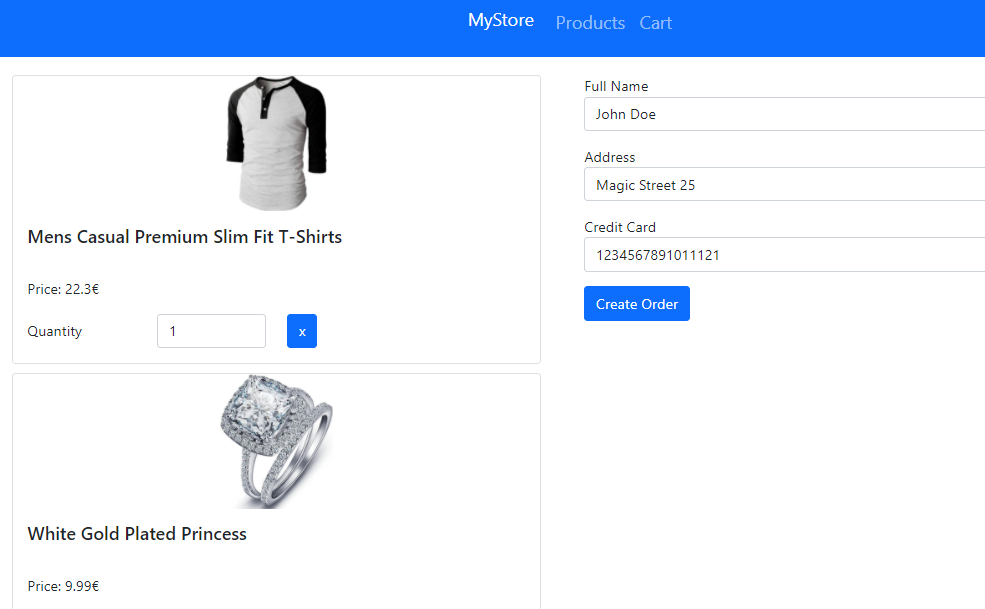 MyStore Products Cart
Mens Casual Premium Slim Fit T-Shirts
Price: 22.3€
Quantity 1 x
White Gold Plated Princess
Price: 9.99€
Full Name
John Doe
Address
Magic Street 25
Credit Card
1234567891011121
Create Order